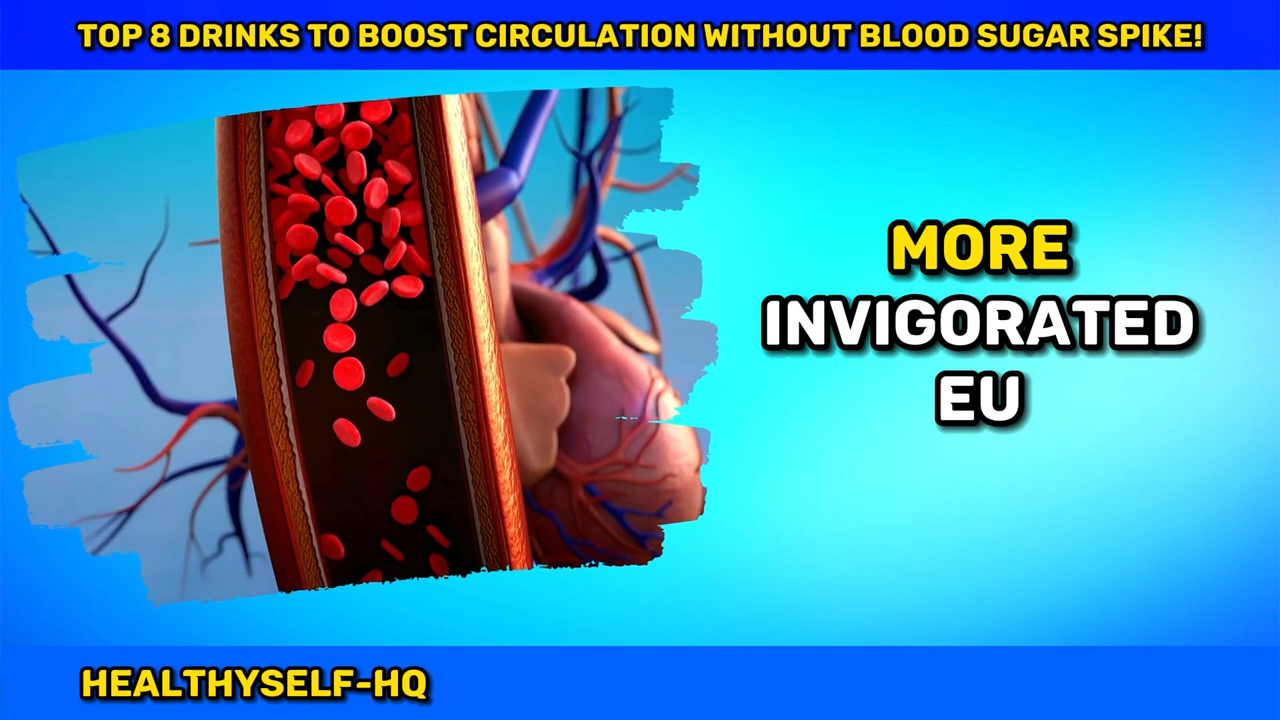 TOP 8 DRINKS TO BOOST CIRCULATION WITHOUT BLOOD SUGAR SPIKE!
MORE
INVIGORATED
EU
HEALTHYSELF-HQ